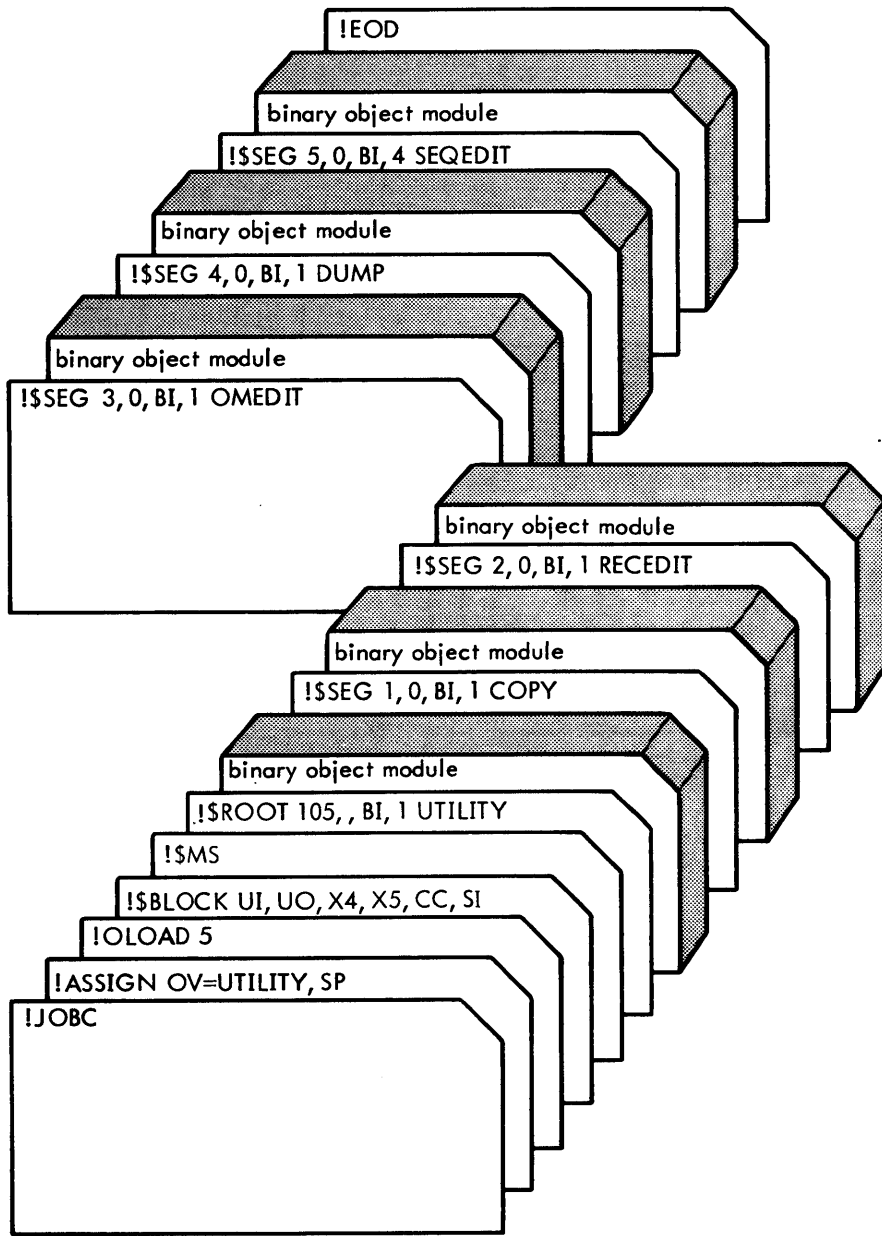 !EOD
binary object module
!$SEG 5, 0, BI, 4 SEQEDIT
binary object module
!$SEG 4, 0, BI, 1 DUMP
binary object module
!$SEG 3, 0, BI, 1 OMEDIT
binary object module
!$SEG 2, 0, BI, 1 RECEDIT
binary object module
!$SEG 1, 0, BI, 1 COPY
binary object module
!$ROOT 105, , BI, 1 UTILITY
!$MS
!$BLOCK UI, UO, X4, X5, CC, SI
!OLOAD 5
!ASSIGN OV=UTILITY, SP
!JOBC